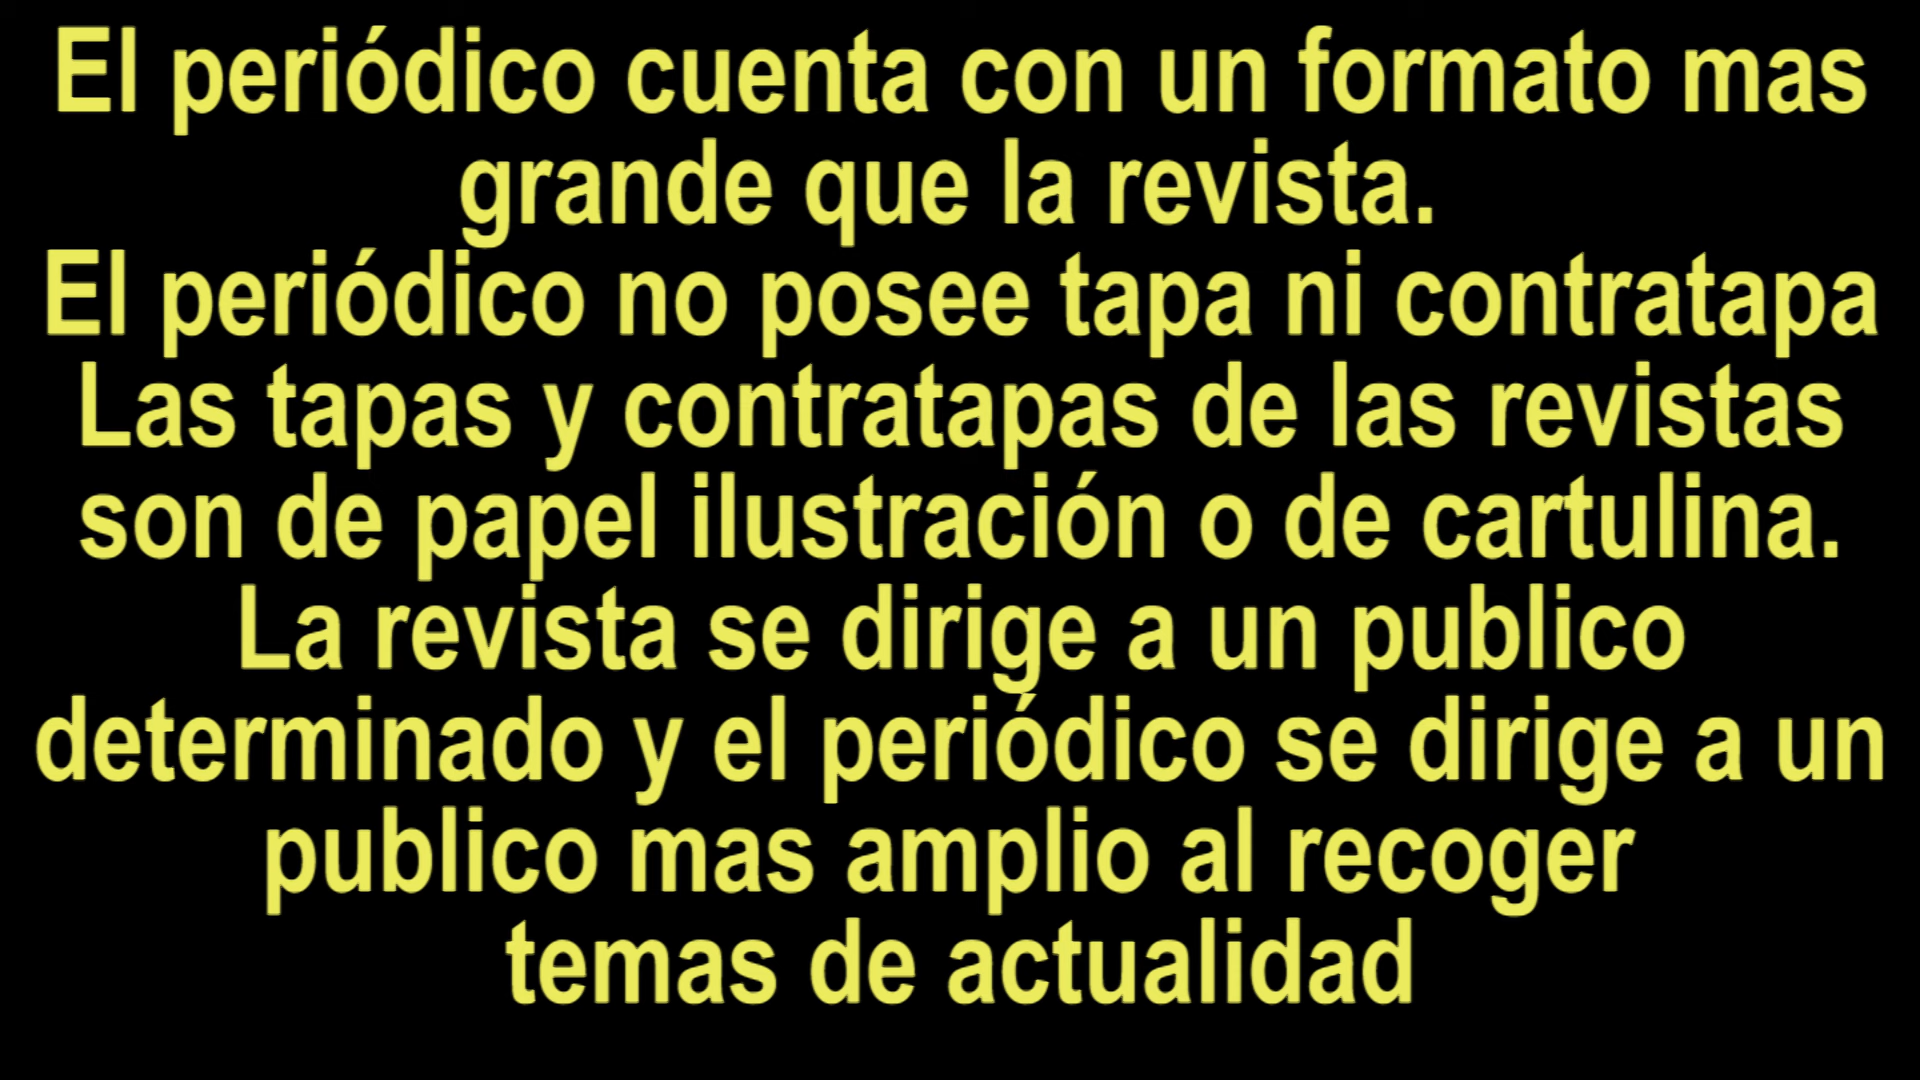 El periódico cuenta con un formato mas
grande que la revista.
El periódico no posee tapa ni contratapa
Las tapas y contratapas de las revistas
son de papel ilustración o de cartulina.
La revista se dirige a un publico
determinado y el periódico se dirige a un
publico mas amplio al recoger
temas de actualidad